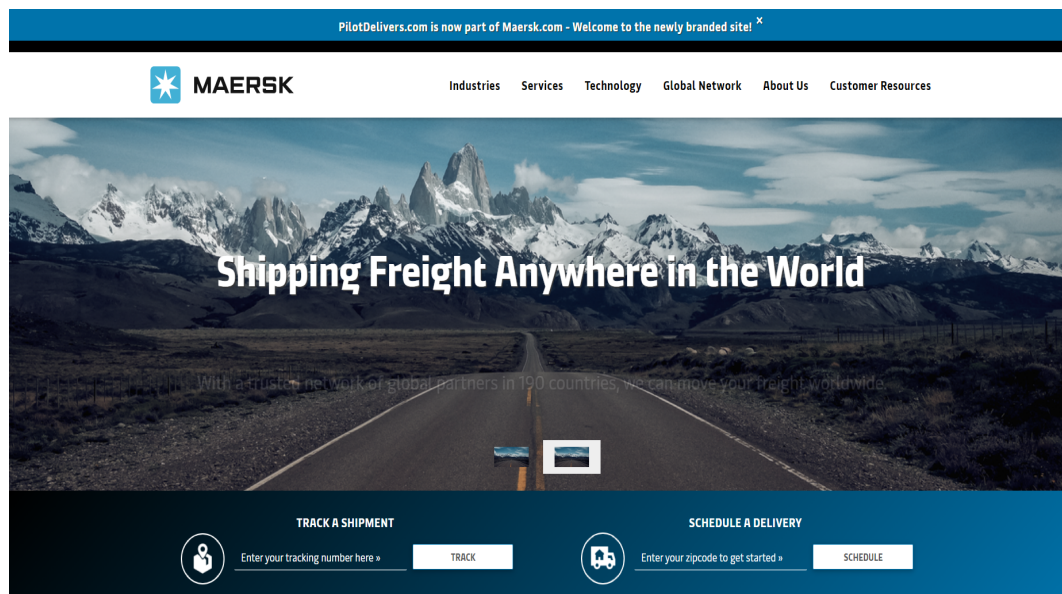 PilotDelivers.com is now part of Maersk.com - Welcome to the newly branded site! ×
MAERSK
Industries Services Technology Global Network About Us Customer Resources
Shipping Freight Anywhere in the World
With a trusted network of global partners in 190 countries, we can move your freight worldwide
TRACK A SHIPMENT
Enter your tracking number here »
TRACK
SCHEDULE A DELIVERY
Enter your zipcode to get started »
SCHEDULE